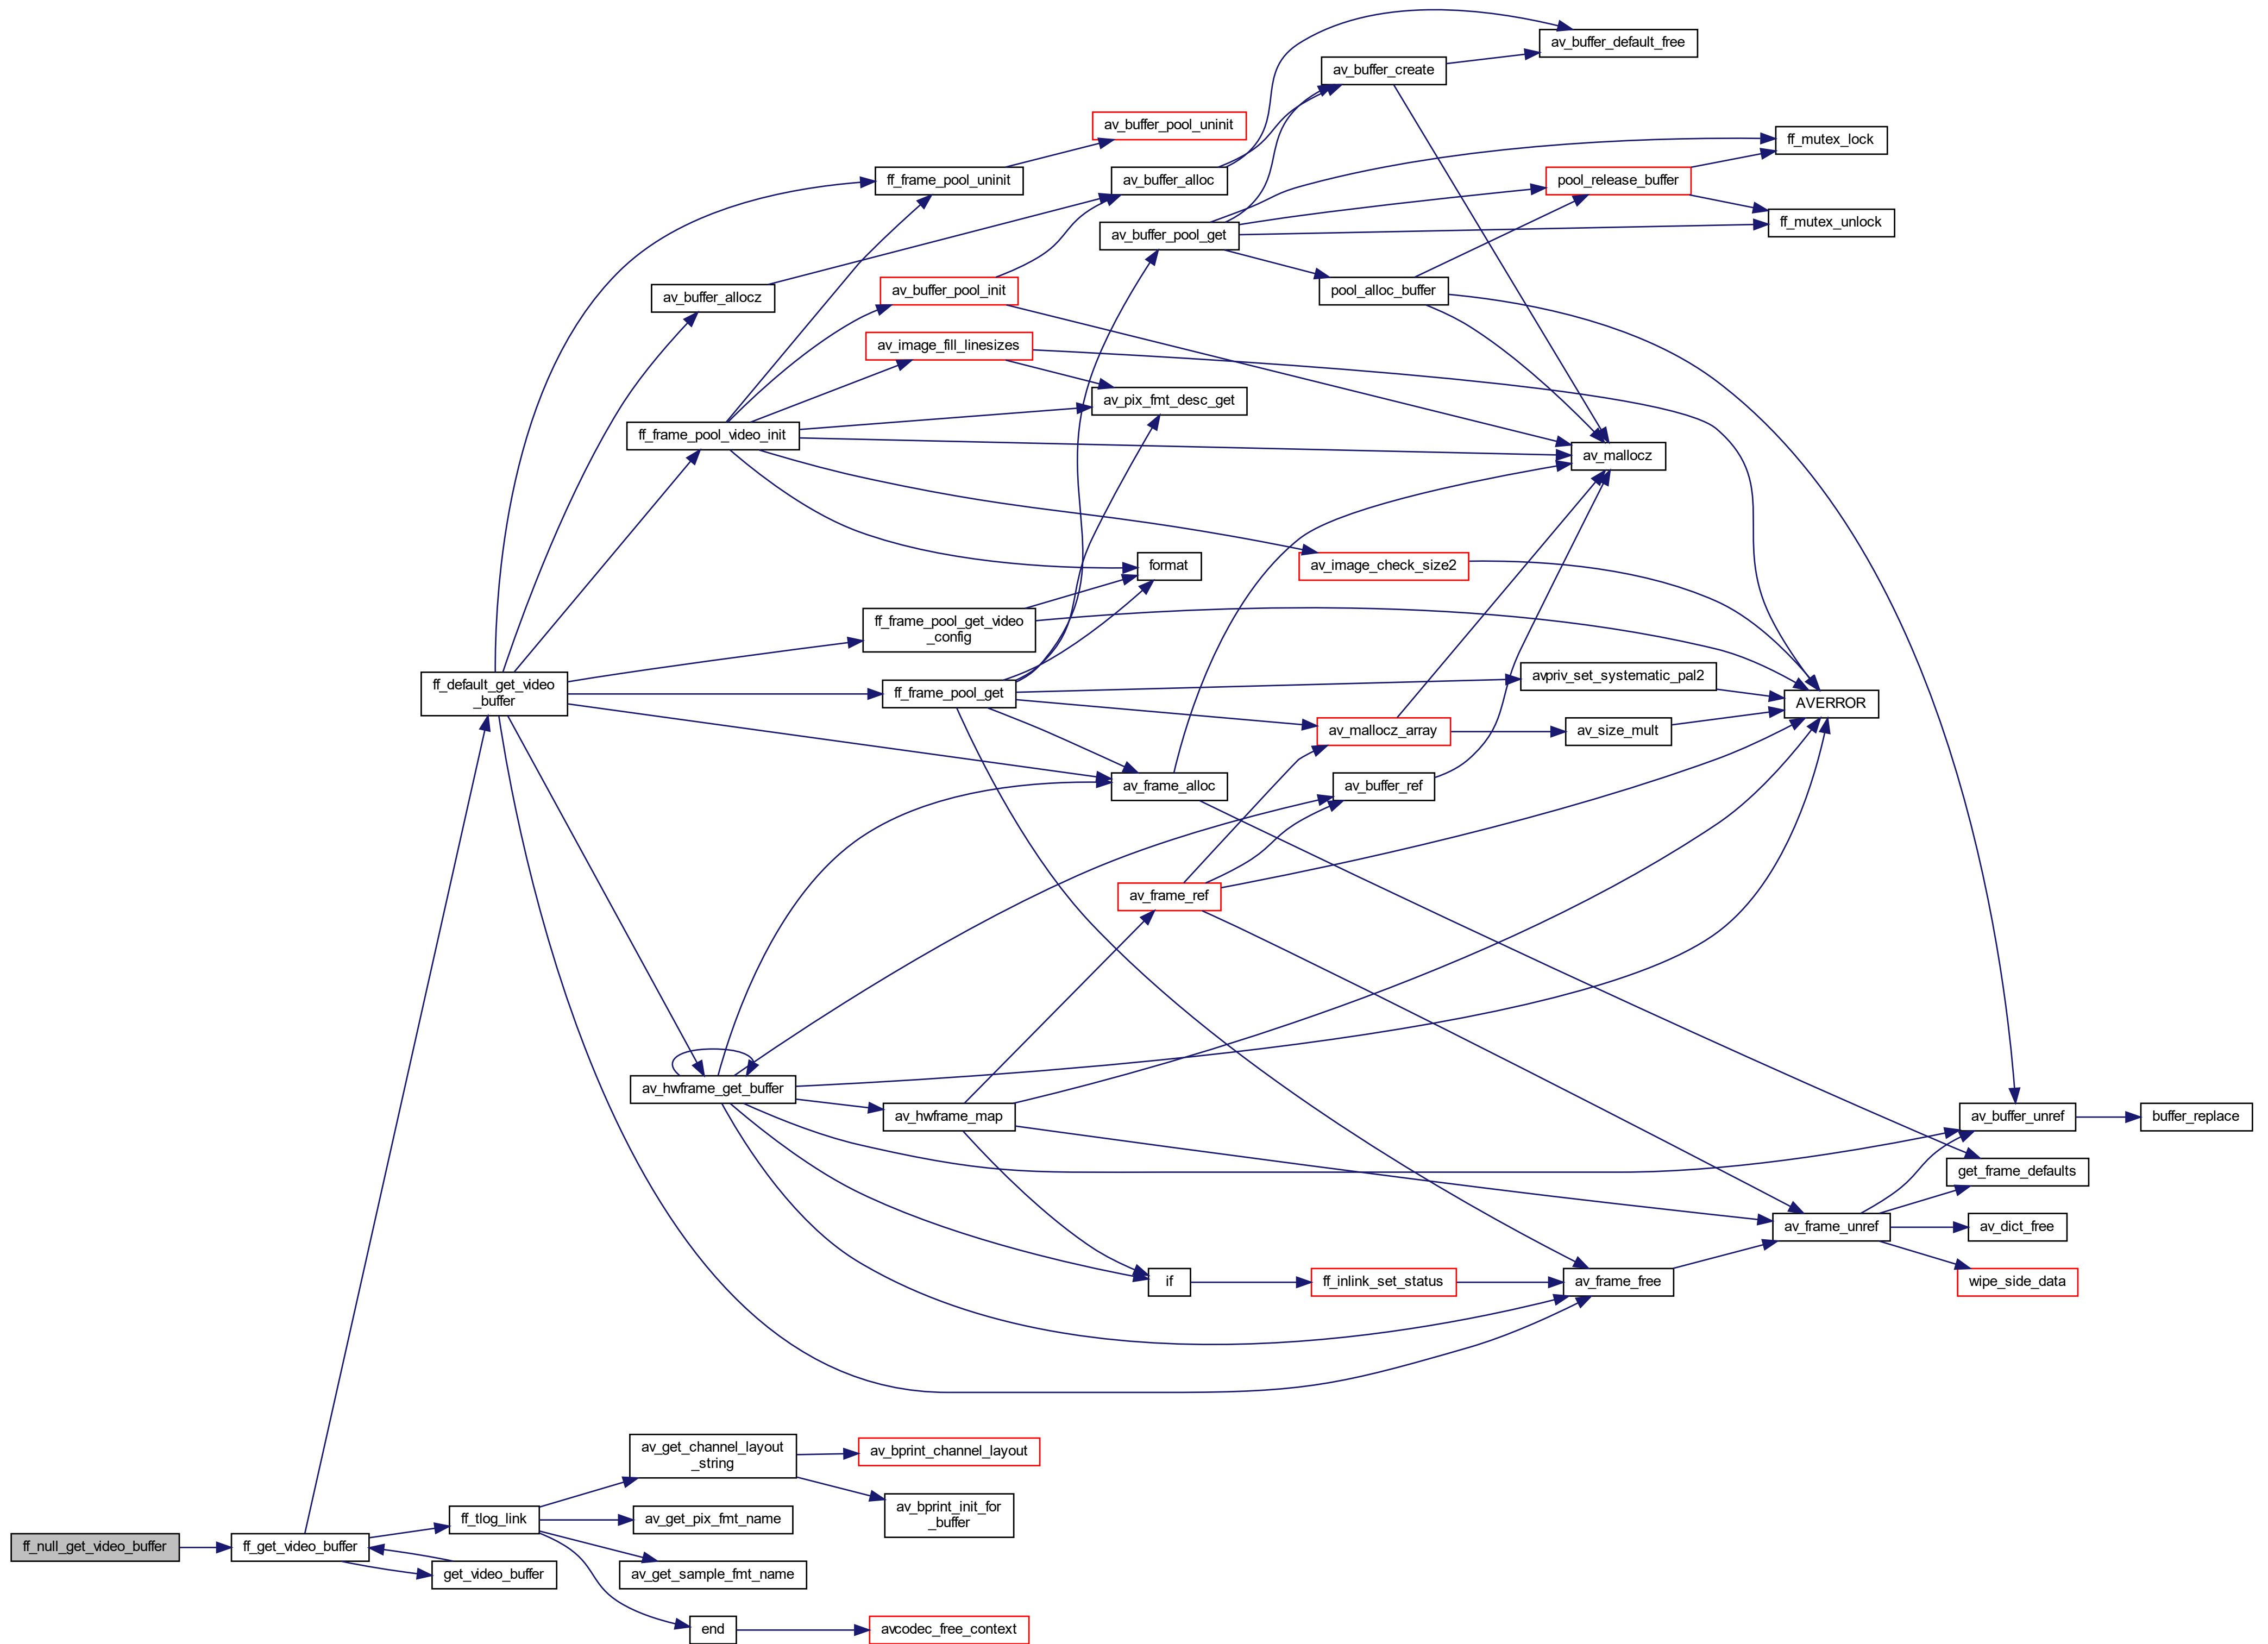 av_buffer_default_free
av_buffer_create
av_buffer_pool_uninit
ff_mutex_lock
ff_frame_pool_uninit
av_buffer_alloc
pool_release_buffer
ff_mutex_unlock
av_buffer_pool_get
av_buffer_allocz
av_buffer_pool_init
pool_alloc_buffer
av_image_fill_linesizes
av_pix_fmt_desc_get
ff_frame_pool_video_init
av_mallocz
format
av_image_check_size2
ff_frame_pool_get_video
_config
ff_default_get_video
_buffer
ff_frame_pool_get
avpriv_set_systematic_pal2
AVERROR
av_mallocz_array
av_size_mult
av_frame_alloc
av_buffer_ref
av_frame_ref
av_hwframe_get_buffer
av_hwframe_map
av_buffer_unref
buffer_replace
get_frame_defaults
av_frame_unref
av_dict_free
if
ff_inlink_set_status
av_frame_free
wipe_side_data
av_get_channel_layout
_string
av_bprint_channel_layout
av_bprint_init_for
_buffer
ff_tlog_link
av_get_pix_fmt_name
ff_null_get_video_buffer
ff_get_video_buffer
get_video_buffer
av_get_sample_fmt_name
end
avcodec_free_context